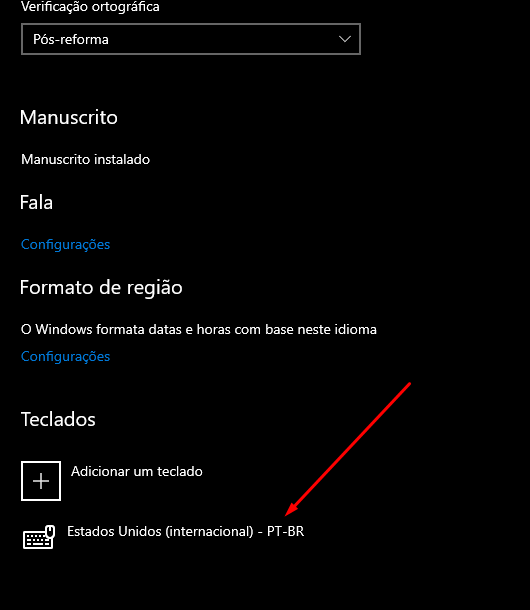 Verificação ortográfica
Pós-reforma
Manuscrito
Manuscrito instalado
Fala
Configurações
Formato de região
O Windows formata datas e horas com base neste idioma
Configurações
Teclados
Adicionar um teclado
Estados Unidos (internacional) - PT-BR